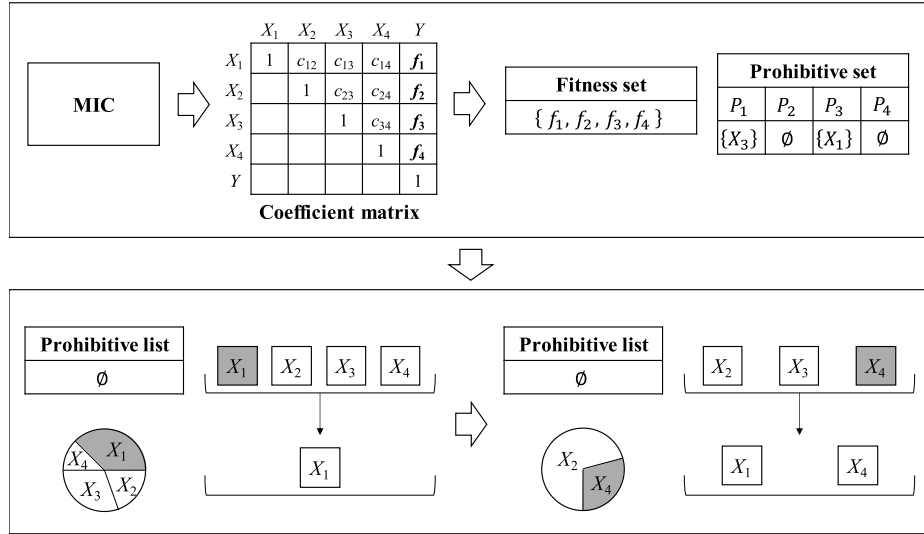 MIC
X1 X2 X3 X4 Y
X1 1 c12 c13 c14 f1
X2 1 c23 c24 f2
X3 1 c34 f3
X4 1 f4
Y 1
Coefficient matrix
Fitness set
{ f1, f2, f3, f4 }
Prohibitive set
P1 P2 P3 P4
{X3} ∅ {X1} ∅
Prohibitive list
∅
X1 X2 X3 X4
X1
X4
X3
X2
X1
Prohibitive list
∅
X2 X3 X4
X2
X4
X1 X4